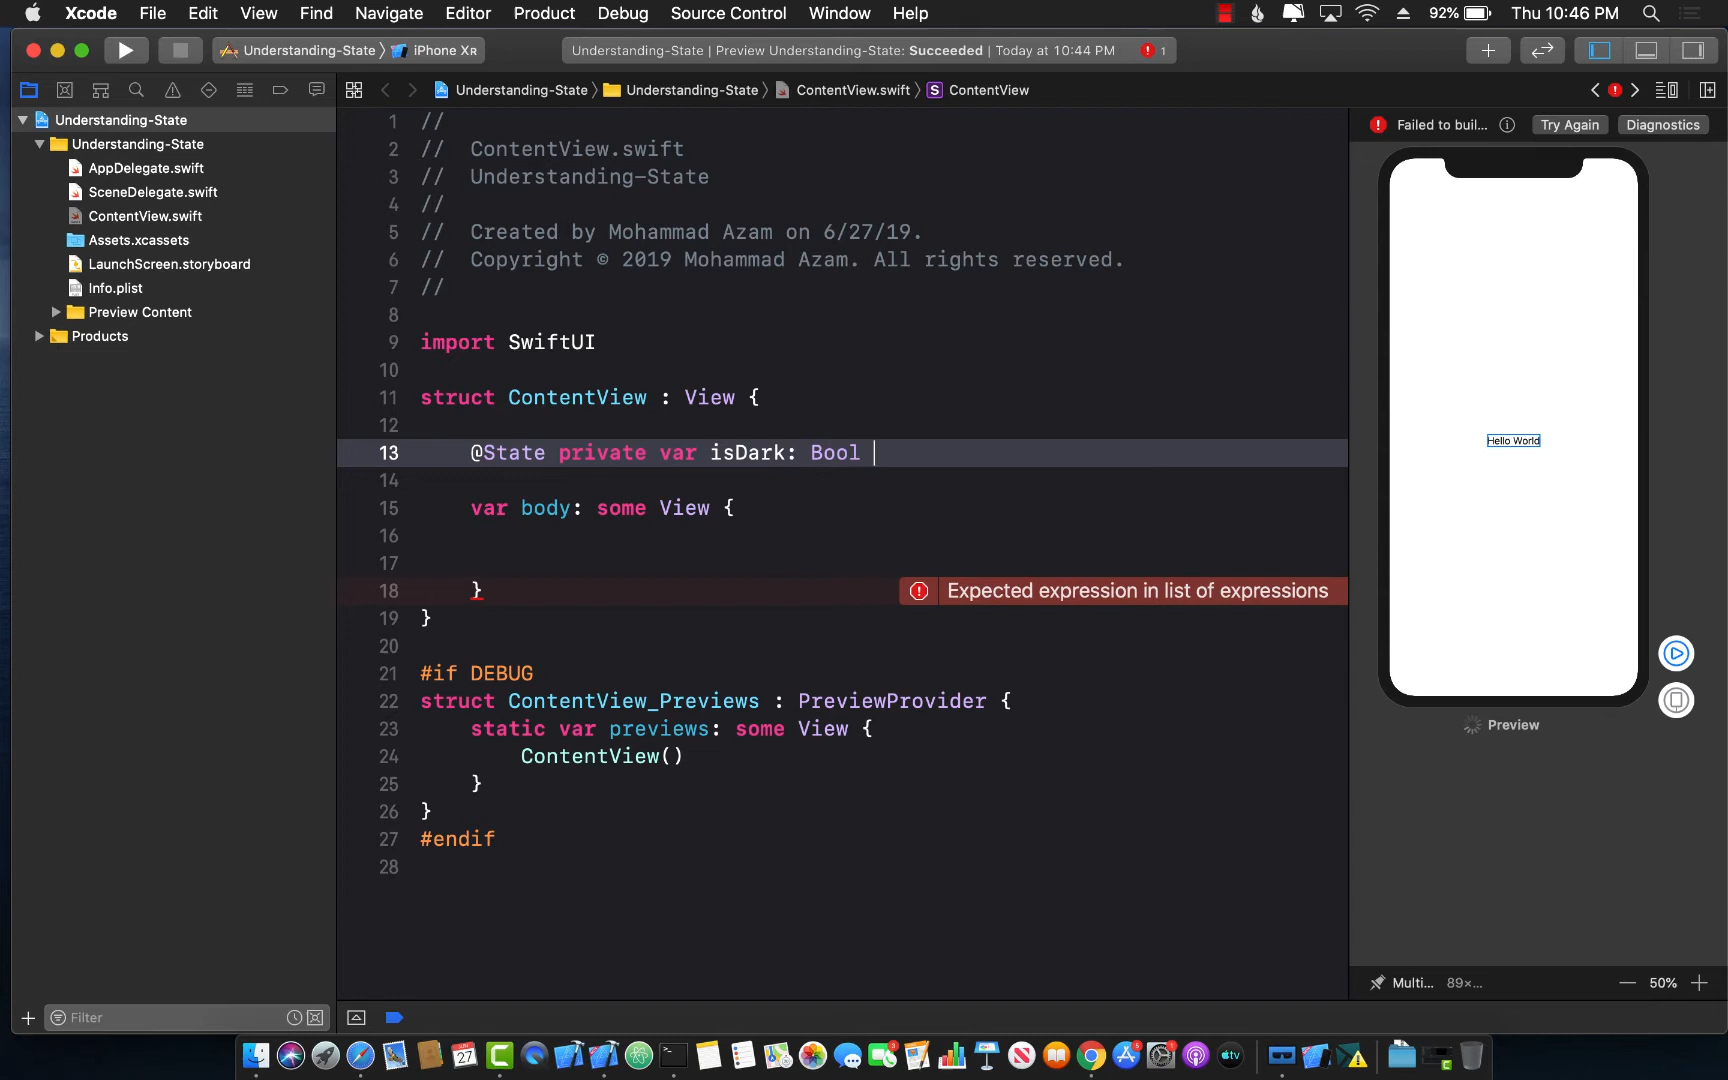 Xcode File Edit View Find Navigate Editor Product Debug Source Control Window Help 92% Thu 10:46 PM
Understanding-State 〉 iPhone XR
Understanding-State | Preview Understanding-State: Succeeded | Today at 10:44 PM 1
Understanding-State
Understanding-State
AppDelegate.swift
SceneDelegate.swift
ContentView.swift
Assets.xcassets
LaunchScreen.storyboard
Info.plist
Preview Content
Products
Filter
Understanding-State 〉 Understanding-State 〉 ContentView.swift 〉 S ContentView
1 //
2 //  ContentView.swift
3 //  Understanding-State
4 //
5 //  Created by Mohammad Azam on 6/27/19.
6 //  Copyright © 2019 Mohammad Azam. All rights reserved.
7 //
8
9 import SwiftUI
10
11 struct ContentView : View {
12
13     @State private var isDark: Bool
14
15     var body: some View {
16
17
18     } Expected expression in list of expressions
19 }
20
21 #if DEBUG
22 struct ContentView_Previews : PreviewProvider {
23     static var previews: some View {
24         ContentView()
25     }
26 }
27 #endif
28
Failed to buil... Try Again Diagnostics
Hello World
Preview
Multi... 89×... 50%
27 3 5 1
tv